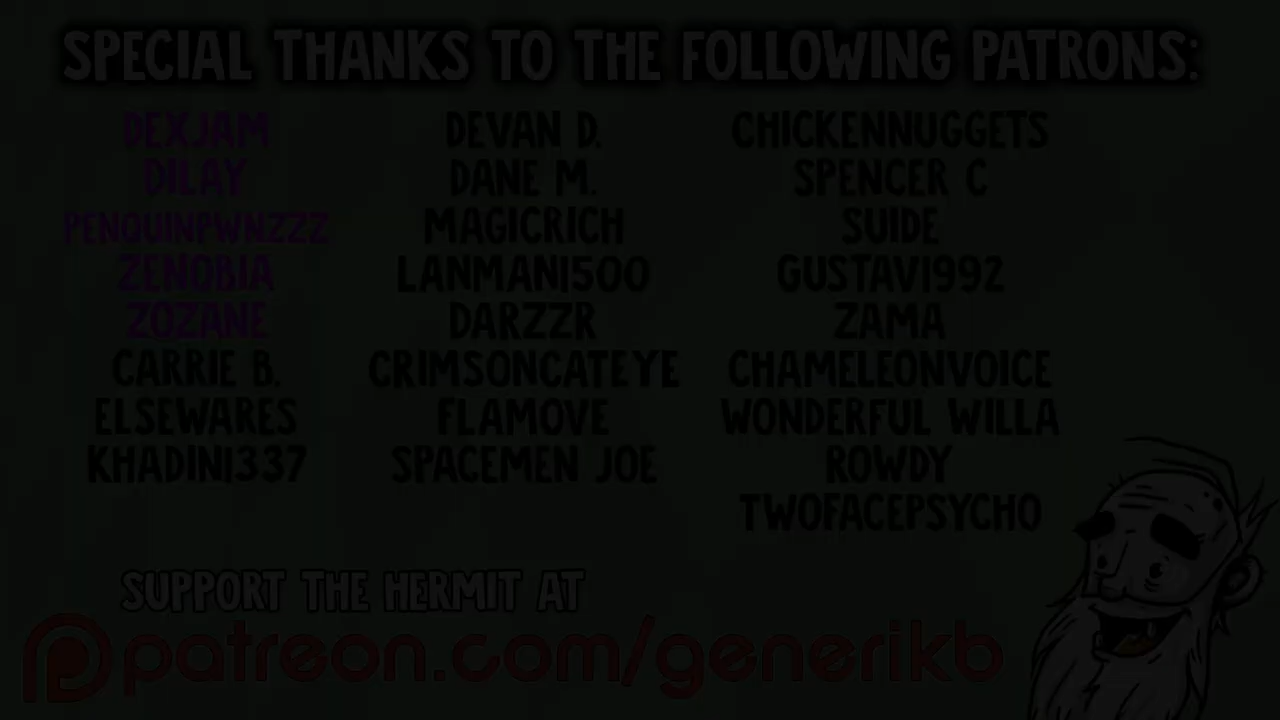 SPECIAL THANKS TO THE FOLLOWING PATRONS:
DEXJAM
DILAY
PENQUINPWNZZZ
ZENOBIA
ZOZANE
CARRIE B.
ELSEWARES
KHADIN1337
DEVAN D.
DANE M.
MAGICRICH
LANMAN1500
DARZZR
CRIMSONCATEYE
FLAMOVE
SPACEMEN JOE
CHICKENNUGGETS
SPENCER C
SUIDE
GUSTAV1992
ZAMA
CHAMELEONVOICE
WONDERFUL WILLA
ROWDY
TWOFACEPSYCHO
SUPPORT THE HERMIT AT
patreon.com/generikb